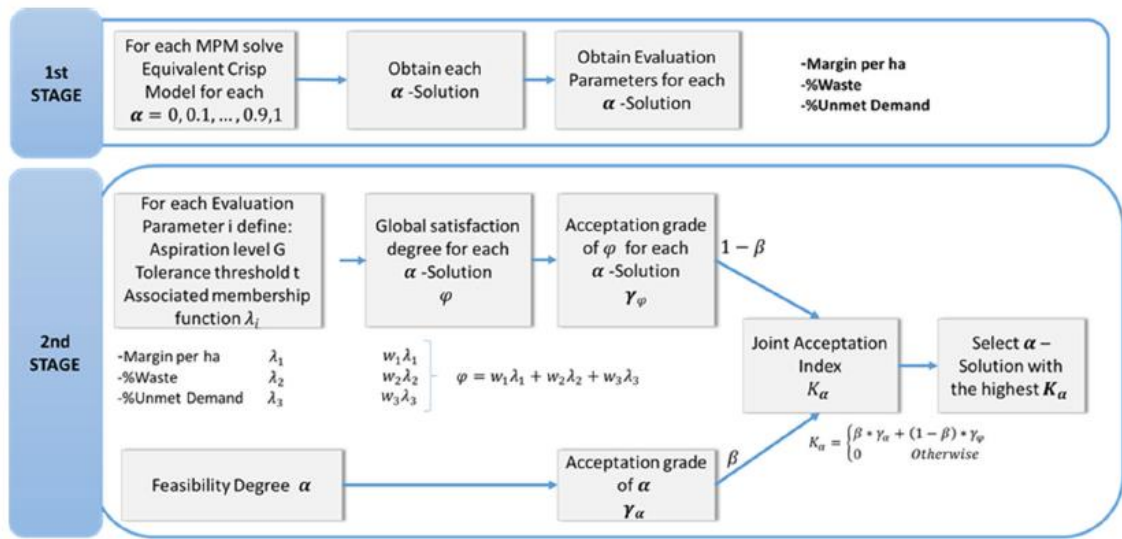 1st
STAGE
For each MPM solve
Equivalent Crisp
Model for each
𝜶 = 0, 0.1, … , 0.9,1
Obtain each
𝜶 -Solution
Obtain Evaluation
Parameters for each
𝜶 -Solution
-Margin per ha
-%Waste
-%Unmet Demand
2nd
STAGE
For each Evaluation
Parameter i define:
Aspiration level G
Tolerance threshold t
Associated membership
function λᵢ
Global satisfaction
degree for each
𝜶 -Solution
φ
Acceptation grade
of φ for each
𝜶 -Solution
𝜸φ
1 − β
-Margin per ha λ₁
-%Waste λ₂
-%Unmet Demand λ₃
w₁λ₁
w₂λ₂
w₃λ₃
φ = w₁λ₁ + w₂λ₂ + w₃λ₃
Joint Acceptation
Index
K𝜶
Select 𝜶 –
Solution with
the highest K𝜶
Kα = { β * γα + (1 − β) * γφ
0 Otherwise
Feasibility Degree 𝜶
Acceptation grade
of 𝜶
𝜸𝜶
β